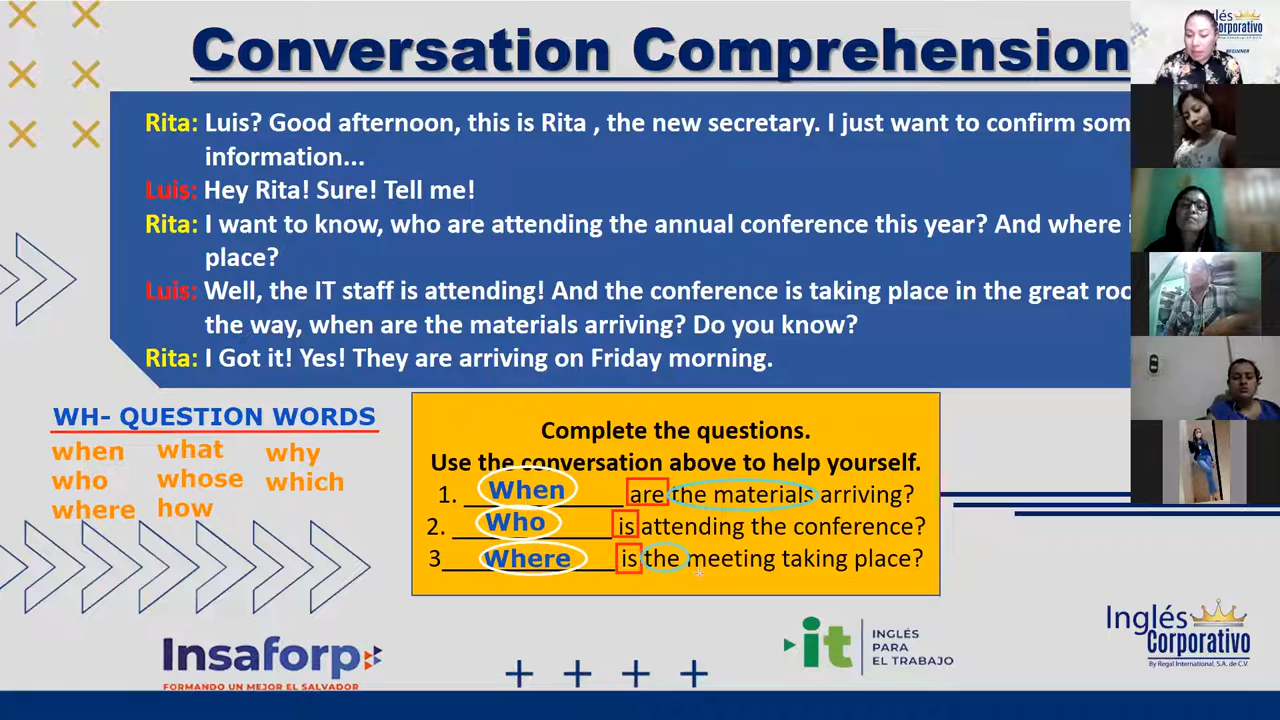 Conversation Comprehension
Rita: Luis? Good afternoon, this is Rita , the new secretary. I just want to confirm
information...
Luis: Hey Rita! Sure! Tell me!
Rita: I want to know, who are attending the annual conference this year? And where
place?
Luis: Well, the IT staff is attending! And the conference is taking place in the great
the way, when are the materials arriving? Do you know?
Rita: I Got it! Yes! They are arriving on Friday morning.
WH- QUESTION WORDS
when what why
who whose which
where how
Complete the questions.
Use the conversation above to help yourself.
1. When are the materials arriving?
2. Who is attending the conference?
3 Where is the meeting taking place?
Insaforp
FORMANDO UN MEJOR EL SALVADOR
it
INGLÉS
PARA
EL TRABAJO
Inglés
Corporativo
By Regal International, S.A. de C.V.
BEGINNER